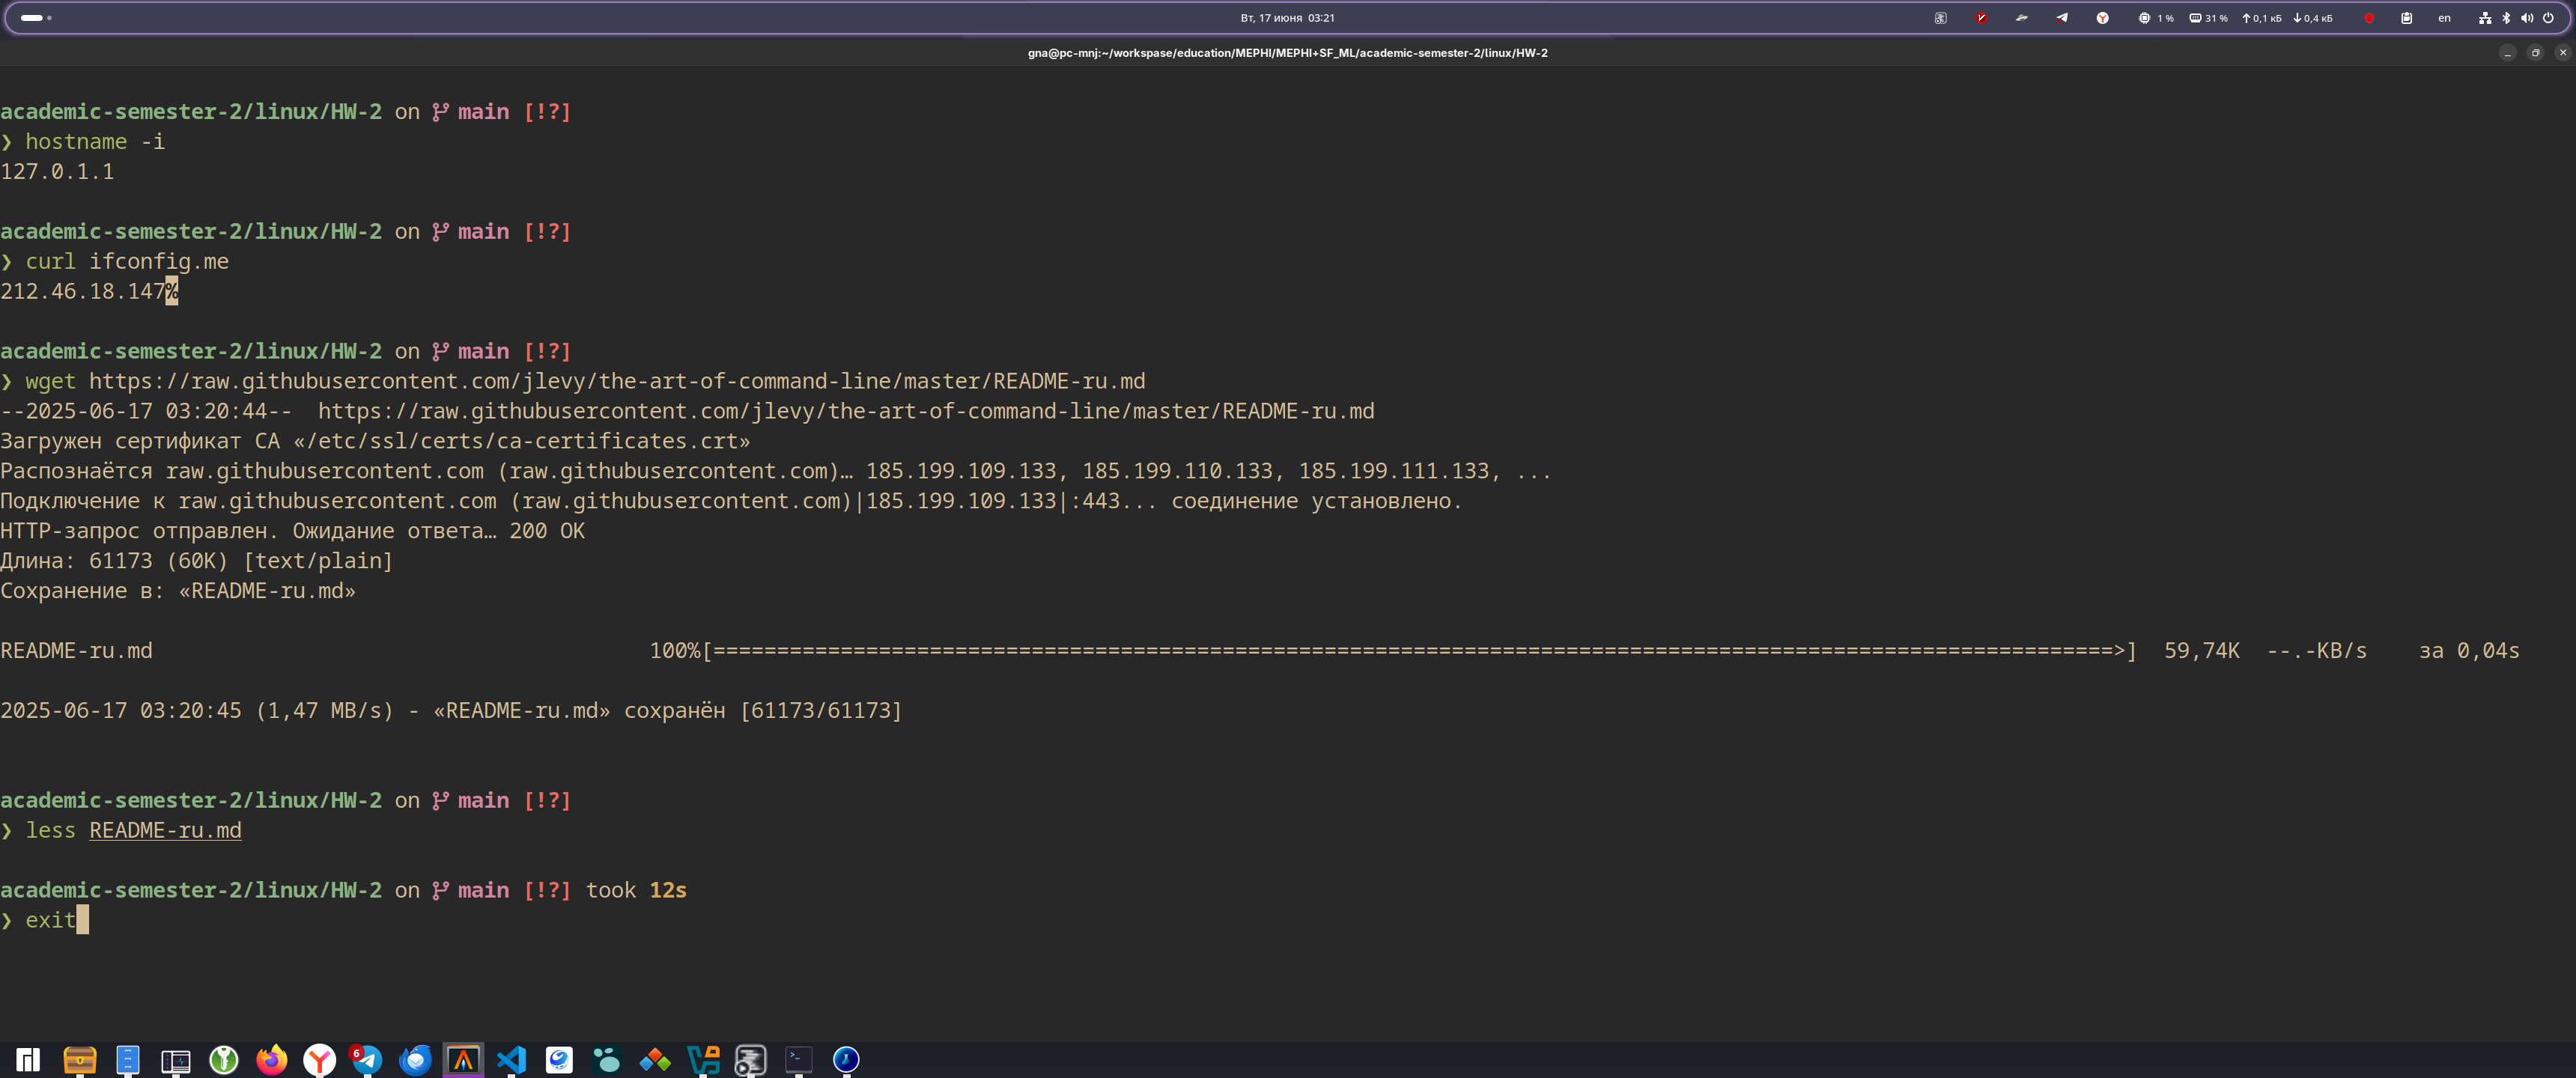 Вт, 17 июня 03:21
1 % 31 % 0,1 кБ 0,4 кБ en
gna@pc-mnj:~/workspase/education/MEPHI/MEPHI+SF_ML/academic-semester-2/linux/HW-2
academic-semester-2/linux/HW-2 on main [!?]
❯ hostname -i
127.0.1.1
academic-semester-2/linux/HW-2 on main [!?]
❯ curl ifconfig.me
212.46.18.147%
academic-semester-2/linux/HW-2 on main [!?]
❯ wget https://raw.githubusercontent.com/jlevy/the-art-of-command-line/master/README-ru.md
--2025-06-17 03:20:44--  https://raw.githubusercontent.com/jlevy/the-art-of-command-line/master/README-ru.md
Загружен сертификат CA «/etc/ssl/certs/ca-certificates.crt»
Распознаётся raw.githubusercontent.com (raw.githubusercontent.com)… 185.199.109.133, 185.199.110.133, 185.199.111.133, ...
Подключение к raw.githubusercontent.com (raw.githubusercontent.com)|185.199.109.133|:443... соединение установлено.
HTTP-запрос отправлен. Ожидание ответа… 200 OK
Длина: 61173 (60K) [text/plain]
Сохранение в: «README-ru.md»
README-ru.md 100%[==============================================================================================================>] 59,74K --.-KB/s за 0,04s
2025-06-17 03:20:45 (1,47 MB/s) - «README-ru.md» сохранён [61173/61173]
academic-semester-2/linux/HW-2 on main [!?]
❯ less README-ru.md
academic-semester-2/linux/HW-2 on main [!?] took 12s
❯ exit
6